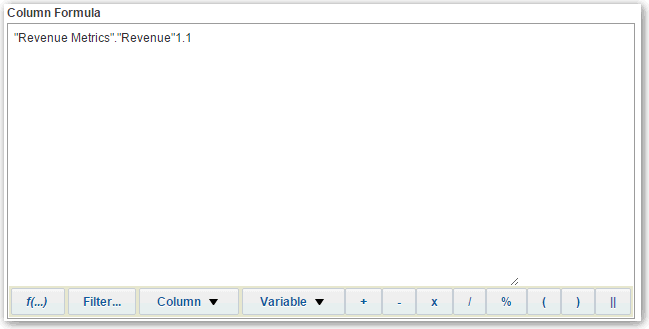 Column Formula
"Revenue Metrics"."Revenue"1.1
f(...) Filter... Column Variable + - x / % ( ) ||